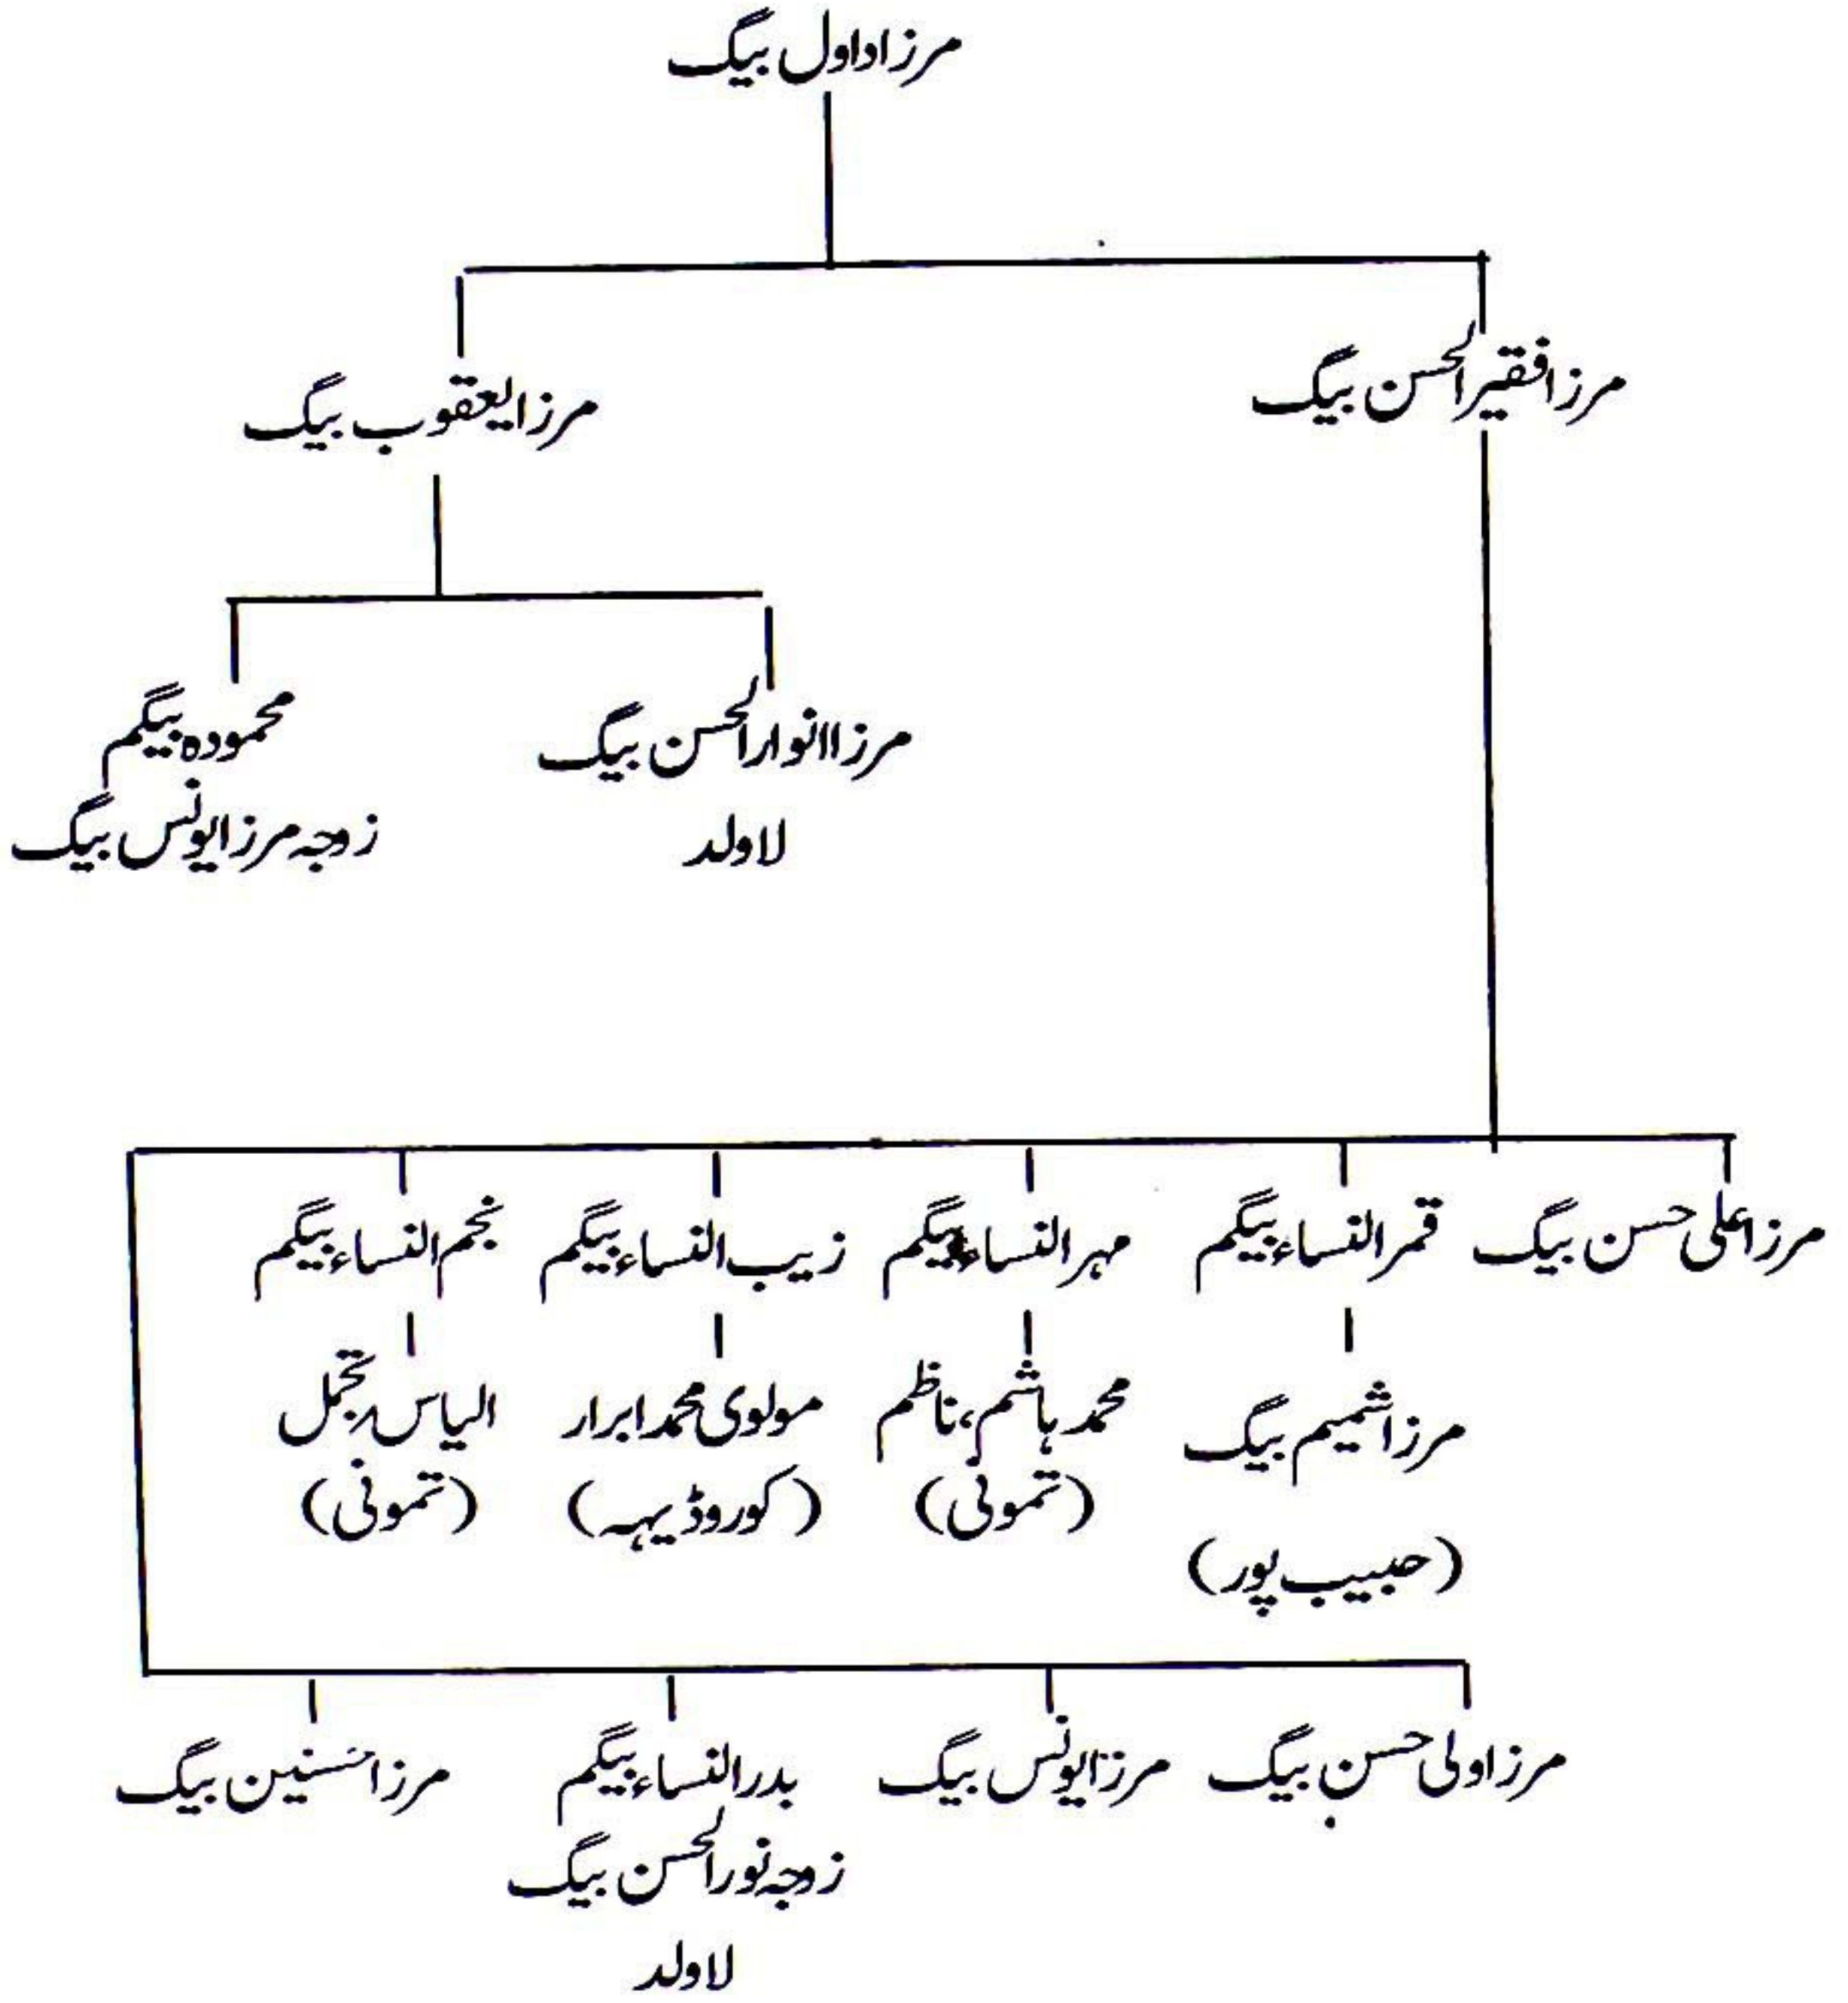 مرزا داول بیگ
مرزا فقیر الحسن بیگ
مرزا یعقوب بیگ
مرزا انوار الحسن بیگ
لاولد
محمودہ بیگم
زوجہ مرزا یونس بیگ
مرزا علی حسن بیگ
قمر النساء بیگم
مہر النساء بیگم
زیب النساء بیگم
نجم النساء بیگم
مرزا شمیم بیگ
(حبیب پور)
محمد ہاشم، ناظم
(تمونی)
مولوی محمد ابرار
(کوروڈیہہ)
الیاس، تجمل
(تمونی)
مرزا ولی حسن بیگ
مرزا یونس بیگ
بدر النساء بیگم
زوجہ نور الحسن بیگ
لاولد
مرزا حسنین بیگ